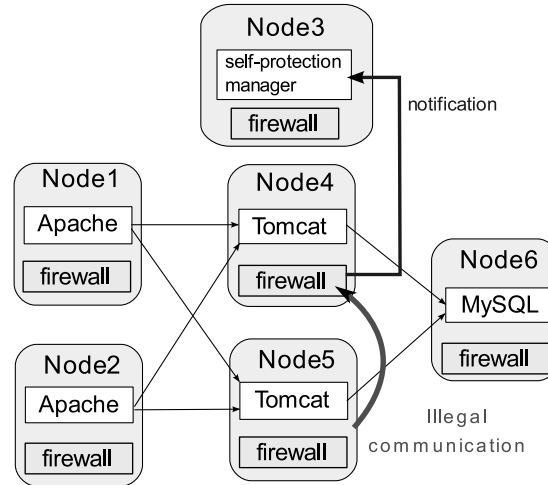 Node3
self-protection
manager
firewall
notification
Node1
Apache
firewall
Node4
Tomcat
firewall
Node6
MySQL
firewall
Node2
Apache
firewall
Node5
Tomcat
firewall
Illegal
communication